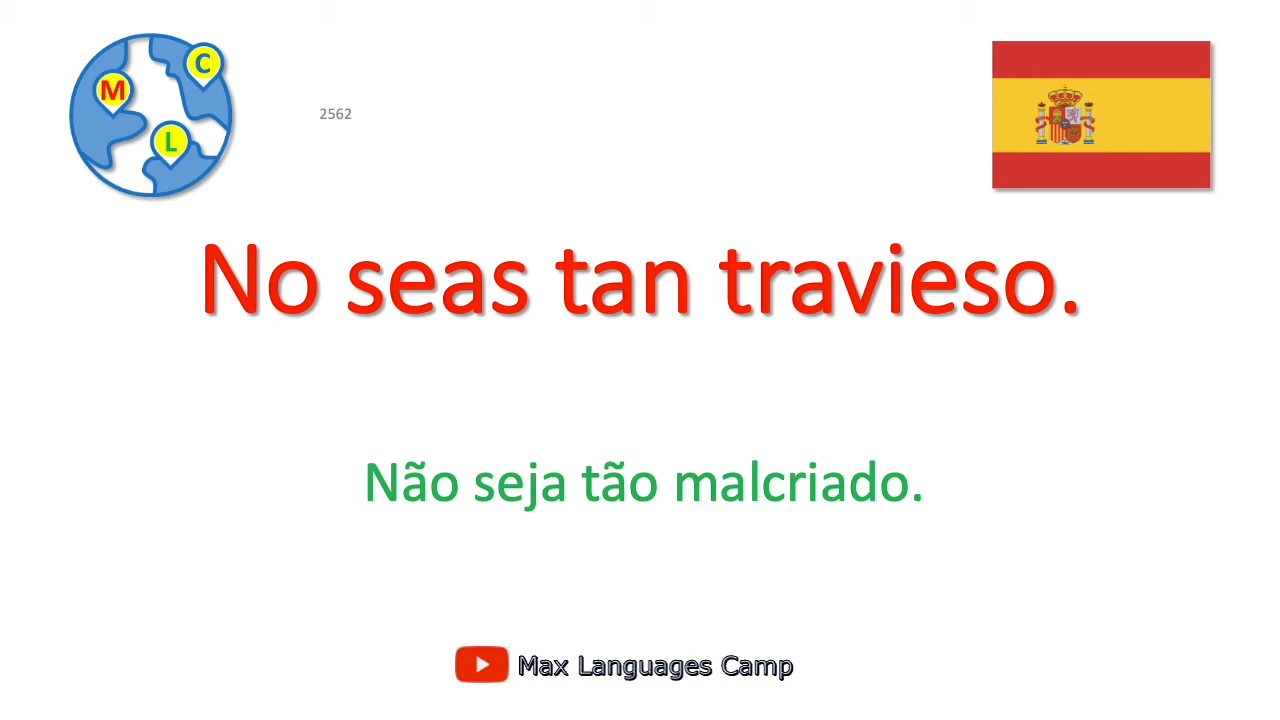 C
M
L
2562
No seas tan travieso.
Não seja tão malcriado.
Max Languages Camp